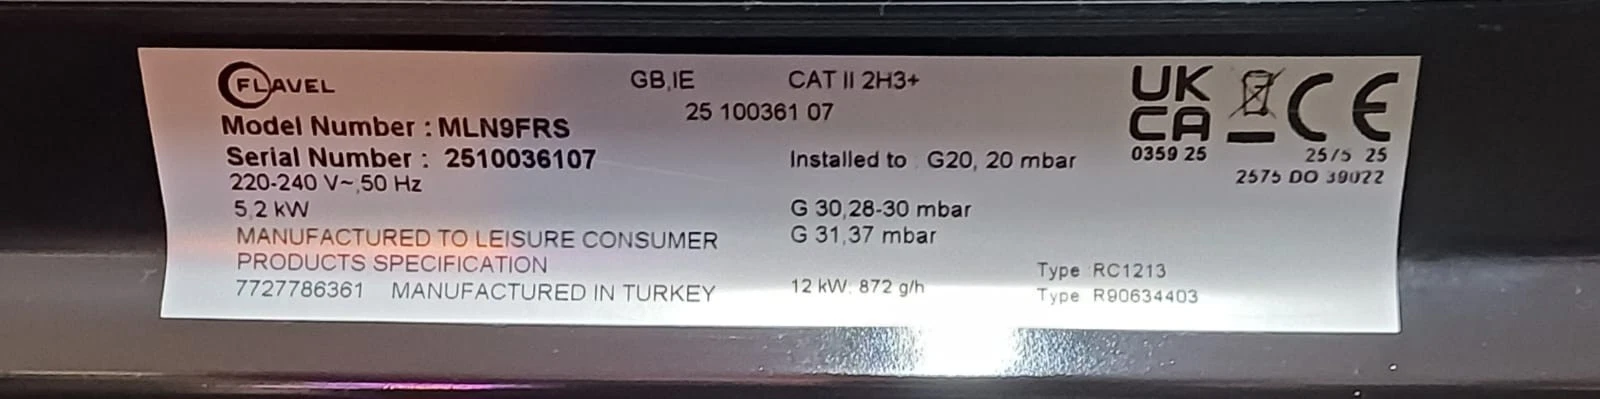 FLAVEL
GB,IE CAT II 2H3+
25 100361 07
Model Number : MLN9FRS
Serial Number : 2510036107
Installed to : G20, 20 mbar
220-240 V~,50 Hz
5,2 kW
G 30,28-30 mbar
MANUFACTURED TO LEISURE CONSUMER
G 31,37 mbar
PRODUCTS SPECIFICATION
7727786361 MANUFACTURED IN TURKEY
12 kW. 872 g/h
Type RC1213
Type R90634403
UK
CA
CE
0359 25
25/5 25
2575 DO 39022